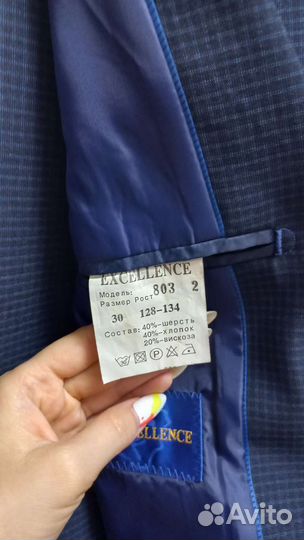 EXCELLENCE
Модель: 803 2
Размер Рост
30 128-134
Состав: 40%-шерсть
40%-хлопок
20%-вискоза
EXCELLENCE
Avito